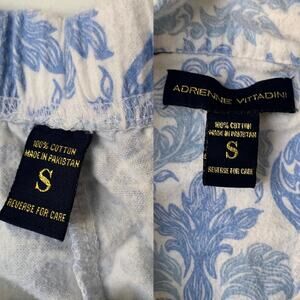 100% COTTON
MADE IN PAKISTAN
S
REVERSE FOR CARE
ADRIENNE VITTADINI
100% COTTON
MADE IN PAKISTAN
S
REVERSE FOR CARE